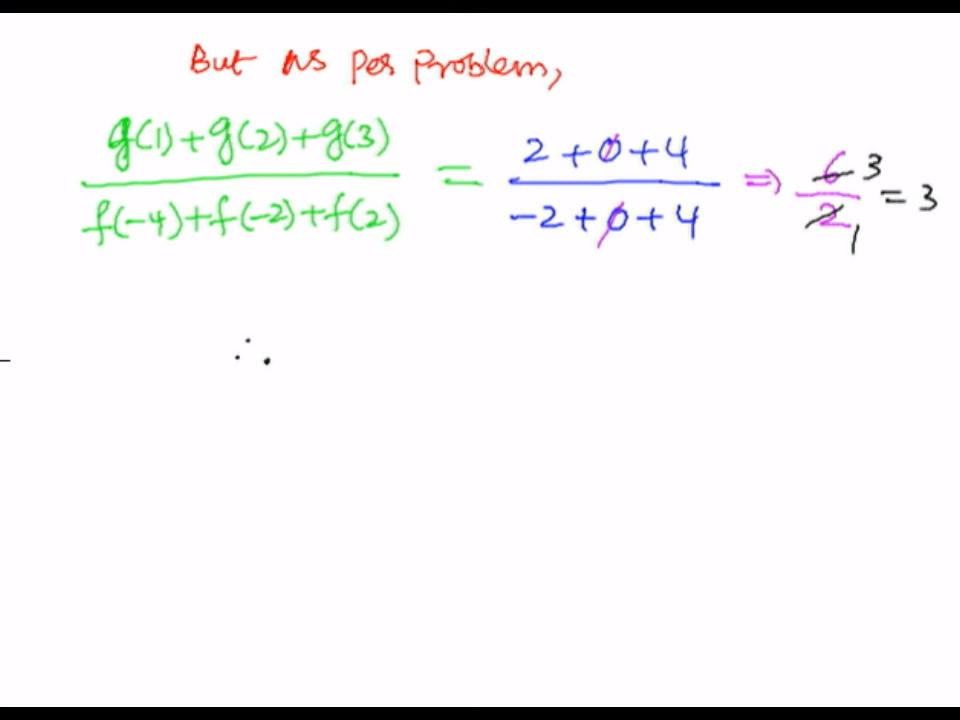 But As Per Problem,
g(1)+g(2)+g(3) / f(-4)+f(-2)+f(2) = 2+0+4 / -2+0+4 ⇒ 6 3 / 2 1 = 3
∴